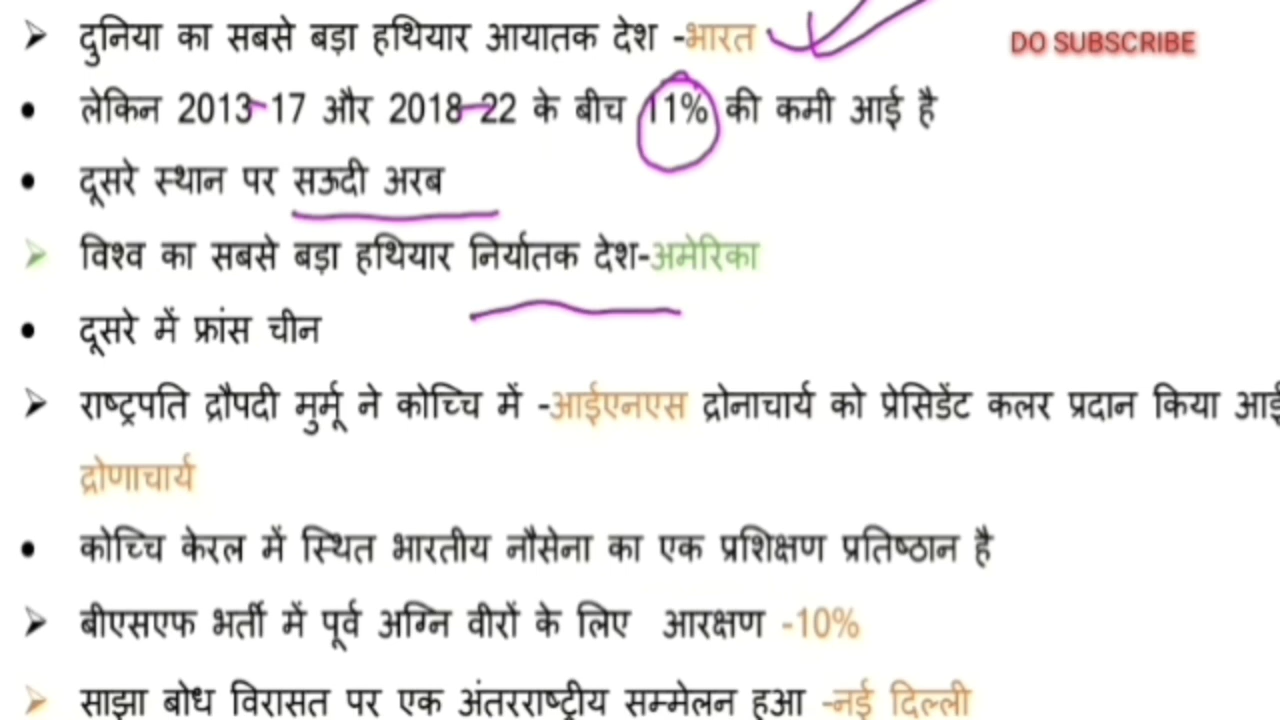 दुनिया का सबसे बड़ा हथियार आयातक देश -भारत
DO SUBSCRIBE
लेकिन 2013-17 और 2018-22 के बीच 11% की कमी आई है
दूसरे स्थान पर सऊदी अरब
विश्व का सबसे बड़ा हथियार निर्यातक देश-अमेरिका
दूसरे में फ्रांस चीन
राष्ट्रपति द्रौपदी मुर्मू ने कोच्चि में -आईएनएस द्रोनाचार्य को प्रेसिडेंट कलर प्रदान किया आई
द्रोणाचार्य
कोच्चि केरल में स्थित भारतीय नौसेना का एक प्रशिक्षण प्रतिष्ठान है
बीएसएफ भर्ती में पूर्व अग्नि वीरों के लिए आरक्षण -10%
साझा बोध विरासत पर एक अंतरराष्ट्रीय सम्मेलन हुआ -नई दिल्ली